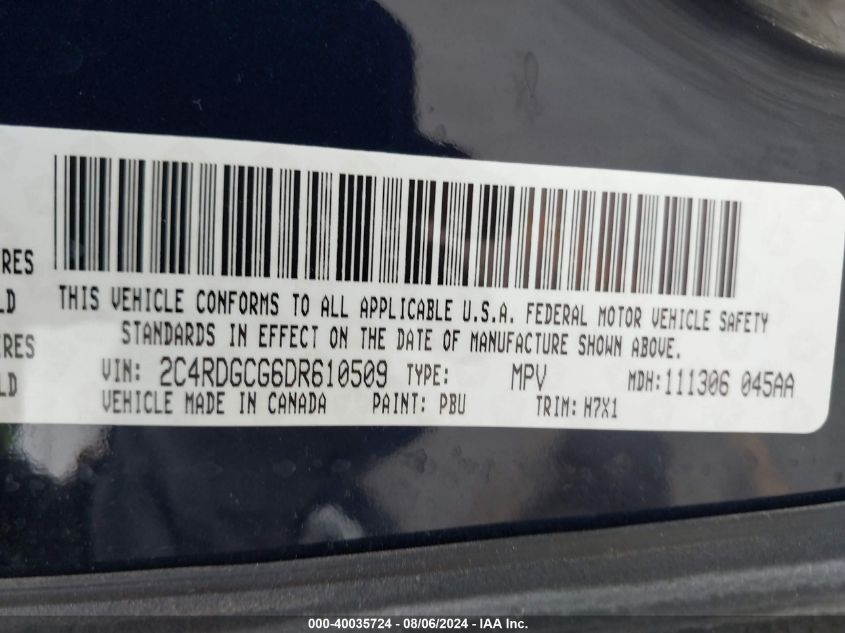 RES
LD
RES
LD
THIS VEHICLE CONFORMS TO ALL APPLICABLE U.S.A. FEDERAL MOTOR VEHICLE SAFETY
STANDARDS IN EFFECT ON THE DATE OF MANUFACTURE SHOWN ABOVE.
VIN: 2C4RDGCG6DR610509 TYPE: MPV MDH:111306 045AA
VEHICLE MADE IN CANADA PAINT: PBU TRIM: H7X1
000-40035724 - 08/06/2024 - IAA Inc.